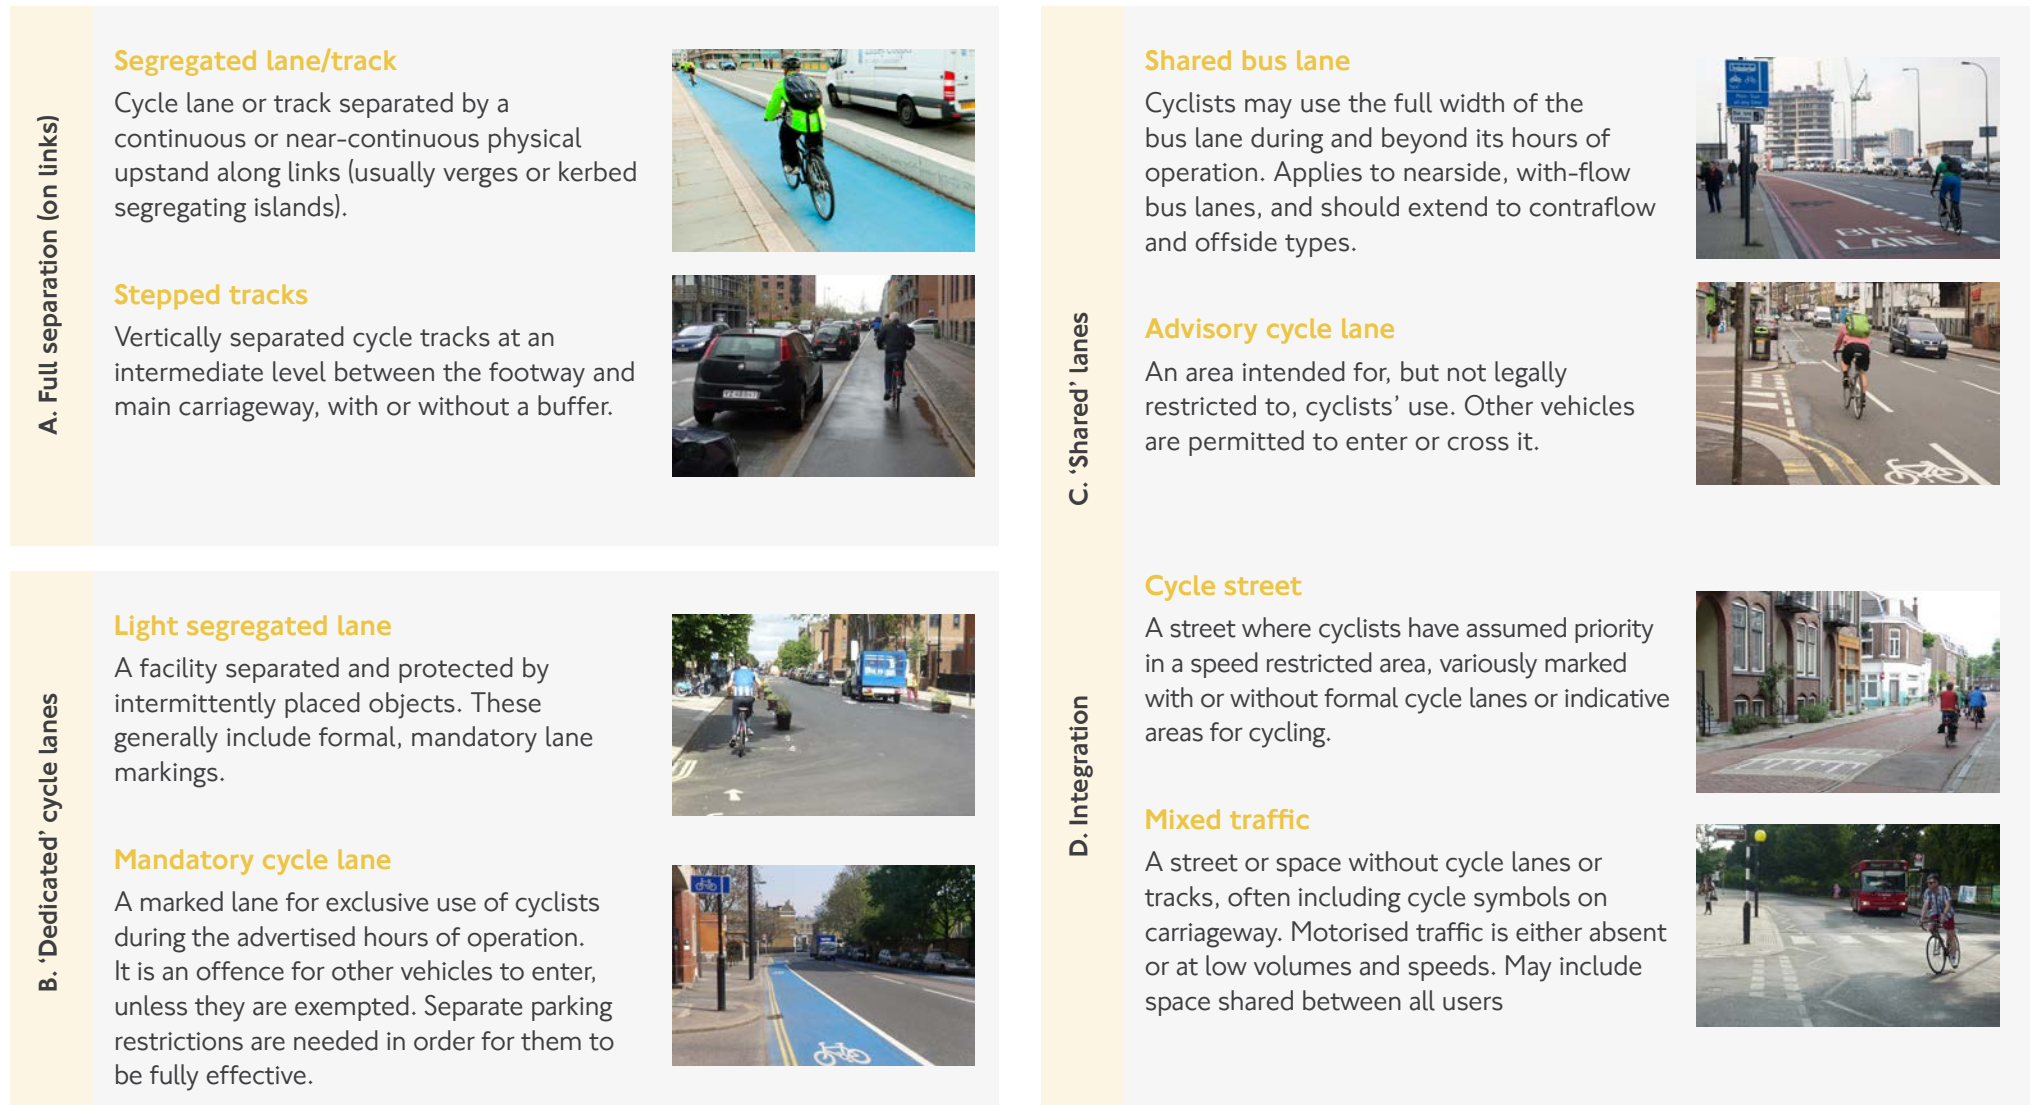 A. Full separation (on links)
Segregated lane/track
Cycle lane or track separated by a
continuous or near-continuous physical
upstand along links (usually verges or kerbed
segregating islands).
Stepped tracks
Vertically separated cycle tracks at an
intermediate level between the footway and
main carriageway, with or without a buffer.
B. ‘Dedicated’ cycle lanes
Light segregated lane
A facility separated and protected by
intermittently placed objects. These
generally include formal, mandatory lane
markings.
Mandatory cycle lane
A marked lane for exclusive use of cyclists
during the advertised hours of operation.
It is an offence for other vehicles to enter,
unless they are exempted. Separate parking
restrictions are needed in order for them to
be fully effective.
C. ‘Shared’ lanes
Shared bus lane
Cyclists may use the full width of the
bus lane during and beyond its hours of
operation. Applies to nearside, with-flow
bus lanes, and should extend to contraflow
and offside types.
BUS
LANE
Advisory cycle lane
An area intended for, but not legally
restricted to, cyclists’ use. Other vehicles
are permitted to enter or cross it.
D. Integration
Cycle street
A street where cyclists have assumed priority
in a speed restricted area, variously marked
with or without formal cycle lanes or indicative
areas for cycling.
Mixed traffic
A street or space without cycle lanes or
tracks, often including cycle symbols on
carriageway. Motorised traffic is either absent
or at low volumes and speeds. May include
space shared between all users